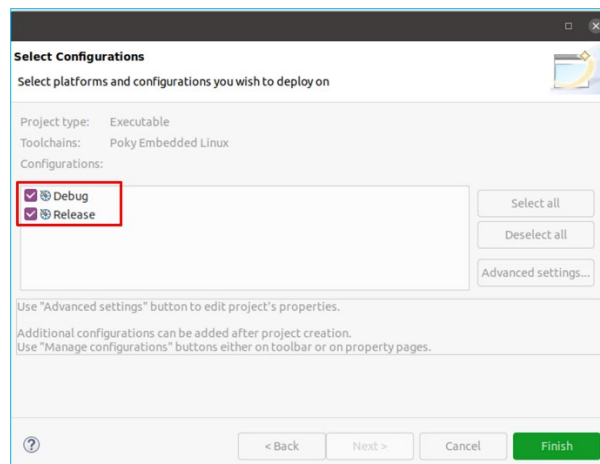 Select Configurations
Select platforms and configurations you wish to deploy on
Project type: Executable
Toolchains: Poky Embedded Linux
Configurations:
Debug
Release
Select all
Deselect all
Advanced settings...
Use "Advanced settings" button to edit project's properties.
Additional configurations can be added after project creation.
Use "Manage configurations" buttons either on toolbar or on property pages.
?
< Back
Next >
Cancel
Finish